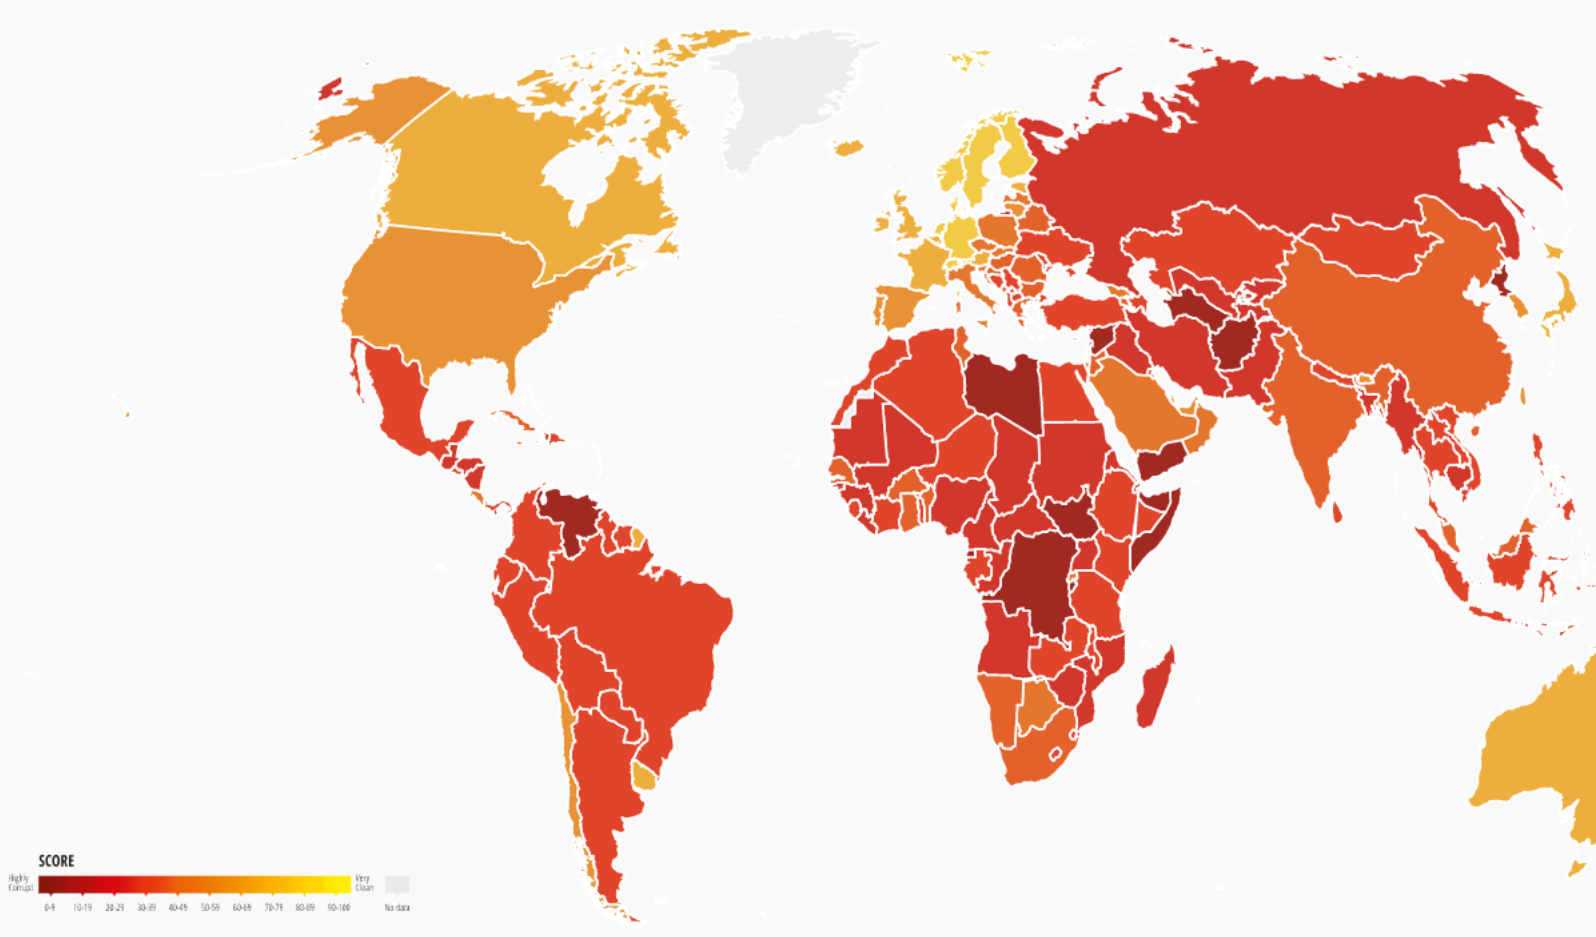 SCORE
Highly
Corrupt
Very
Clean
0-9 10-19 20-29 30-39 40-49 50-59 60-69 70-79 80-89 90-100 No data